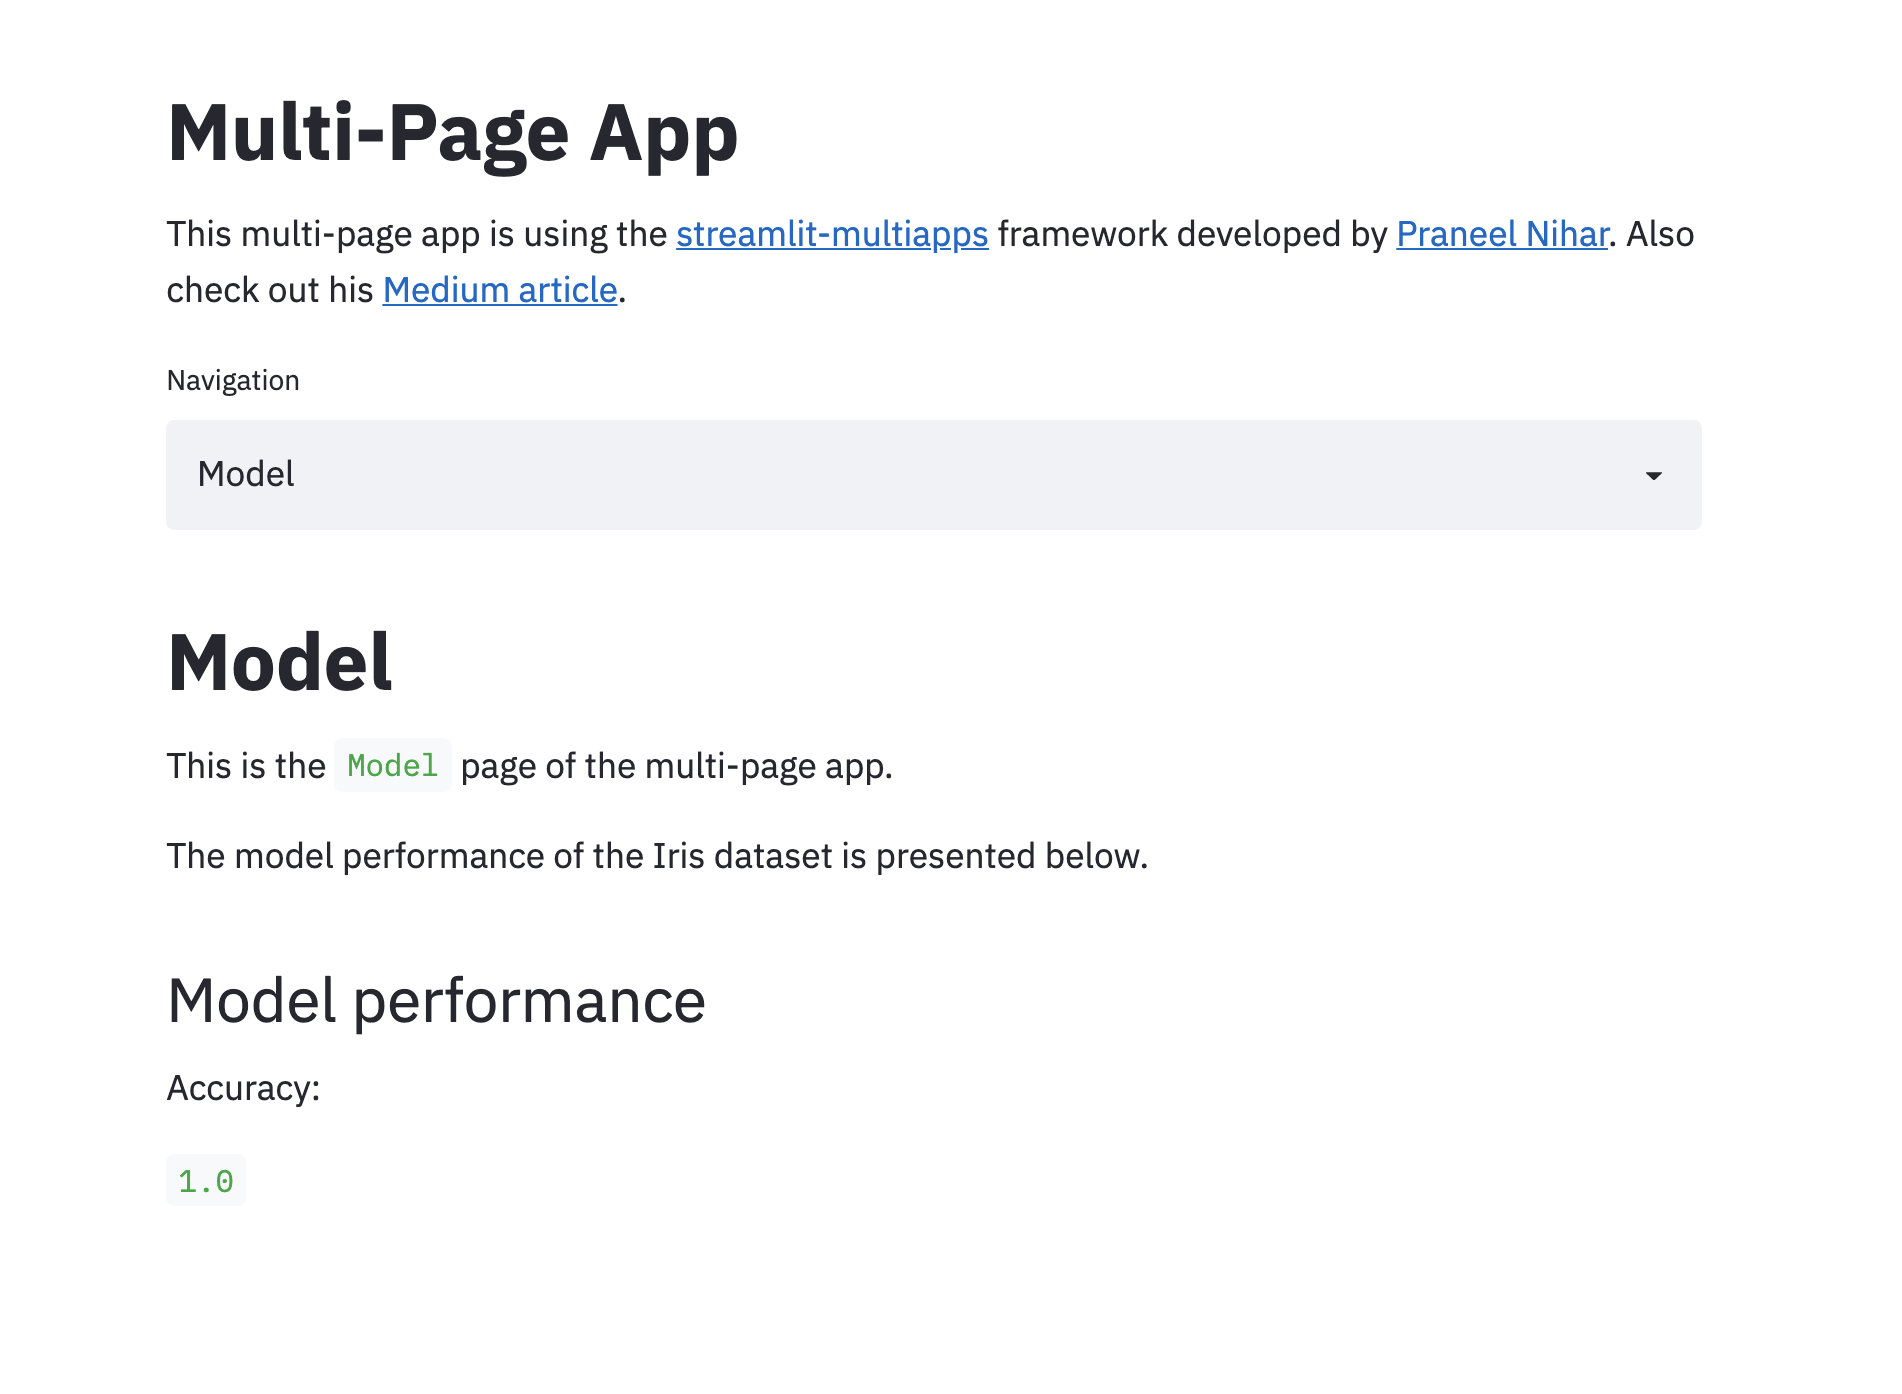 Multi-Page App
This multi-page app is using the streamlit-multiapps framework developed by Praneel Nihar. Also
check out his Medium article.
Navigation
Model
Model
This is the Model page of the multi-page app.
The model performance of the Iris dataset is presented below.
Model performance
Accuracy:
1.0